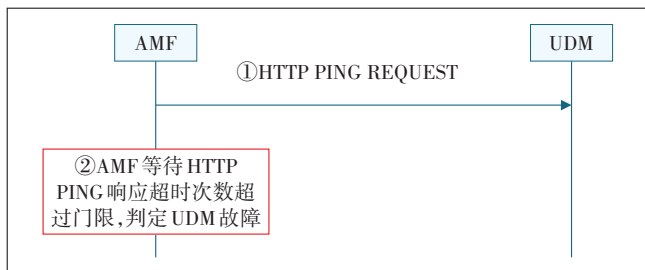 AMF
UDM
①HTTP PING REQUEST
②AMF等待HTTP
PING响应超时次数超
过门限,判定UDM故障